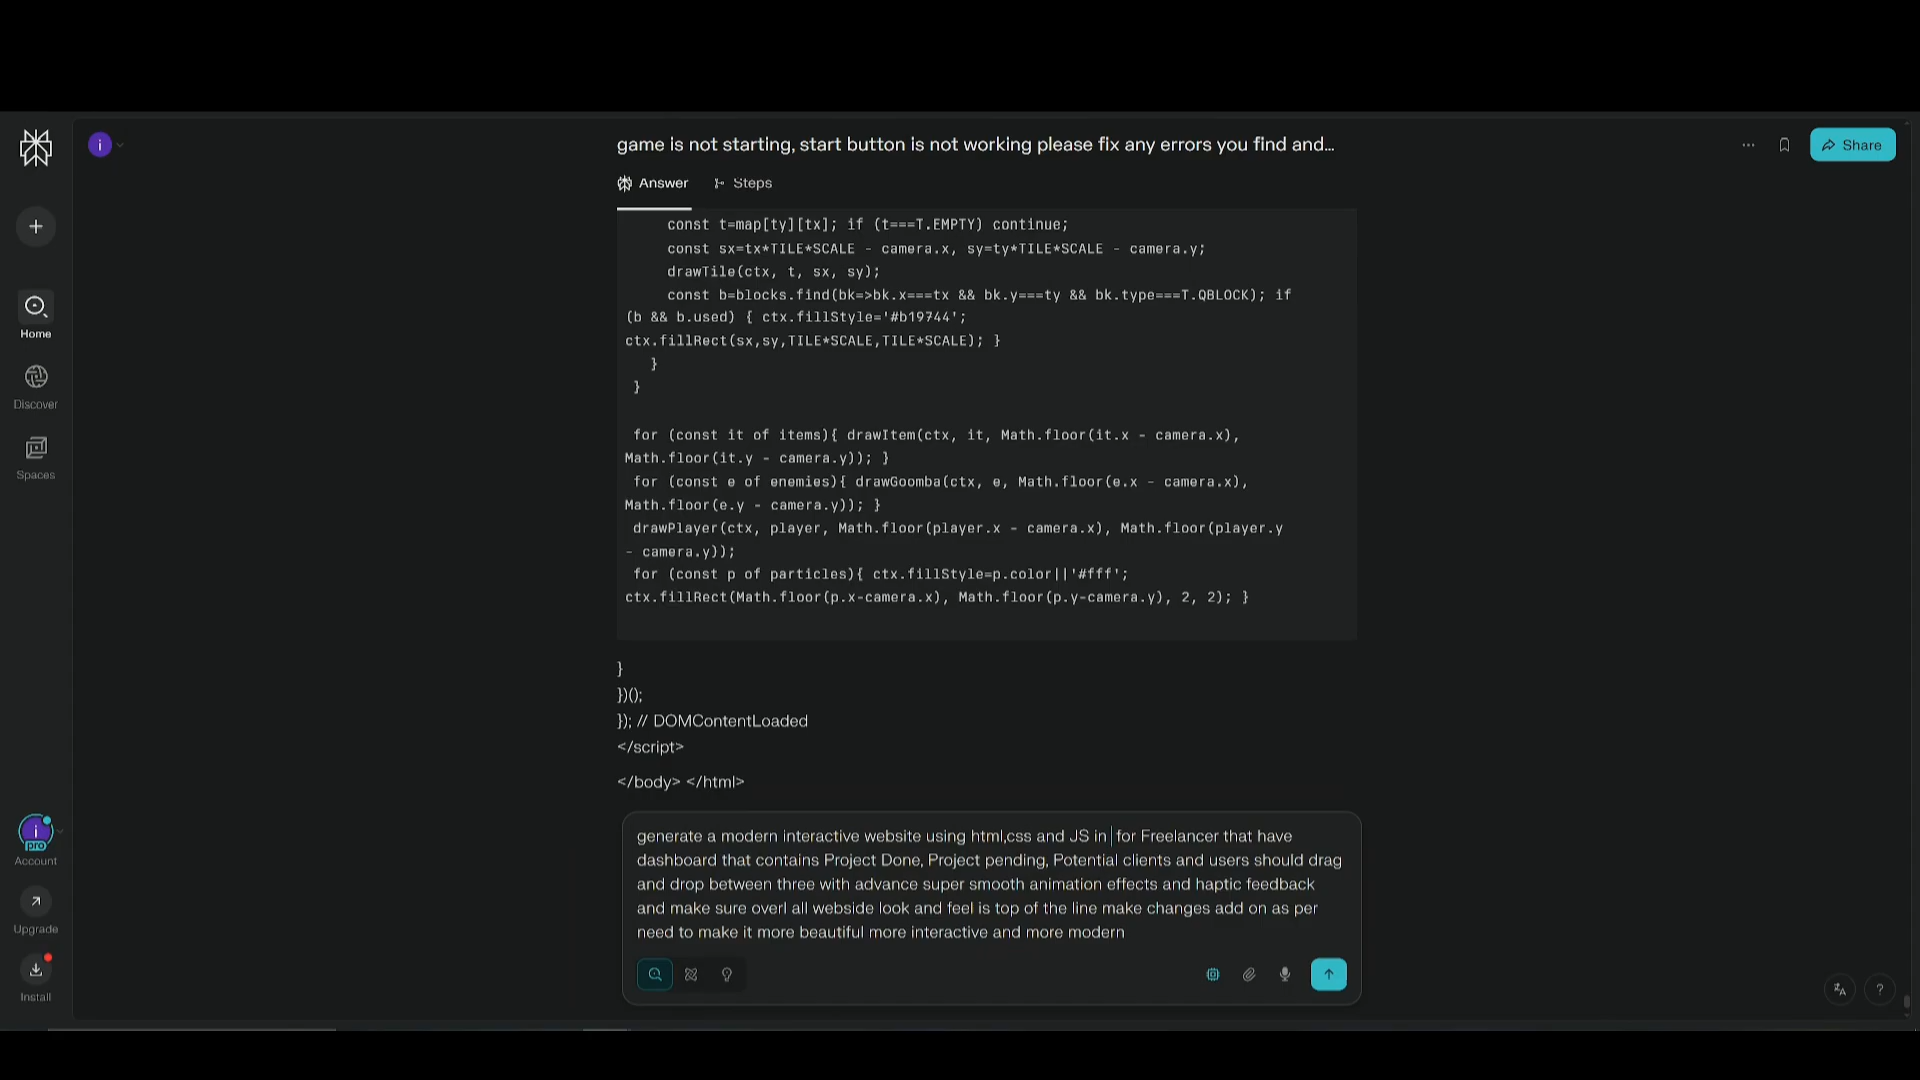 i
game is not starting, start button is not working please fix any errors you find and...
Share
Answer
Steps
const t=map[ty][tx]; if (t===T.EMPTY) continue;
const sx=tx*TILE*SCALE - camera.x, sy=ty*TILE*SCALE - camera.y;
drawTile(ctx, t, sx, sy);
const b=blocks.find(bk=>bk.x===tx && bk.y===ty && bk.type===T.QBLOCK); if
(b && b.used) { ctx.fillStyle='#b19744';
ctx.fillRect(sx,sy,TILE*SCALE,TILE*SCALE); }
}
}
for (const it of items){ drawItem(ctx, it, Math.floor(it.x - camera.x),
Math.floor(it.y - camera.y)); }
for (const e of enemies){ drawGoomba(ctx, e, Math.floor(e.x - camera.x),
Math.floor(e.y - camera.y)); }
drawPlayer(ctx, player, Math.floor(player.x - camera.x), Math.floor(player.y
- camera.y));
for (const p of particles){ ctx.fillStyle=p.color||'#fff';
ctx.fillRect(Math.floor(p.x-camera.x), Math.floor(p.y-camera.y), 2, 2); }
}
})();
}); // DOMContentLoaded
</script>
</body> </html>
generate a modern interactive website using html,css and JS in for Freelancer that have
dashboard that contains Project Done, Project pending, Potential clients and users should drag
and drop between three with advance super smooth animation effects and haptic feedback
and make sure overl all webside look and feel is top of the line make changes add on as per
need to make it more beautiful more interactive and more modern
Home
Discover
Spaces
i
pro
Account
Upgrade
Install
?